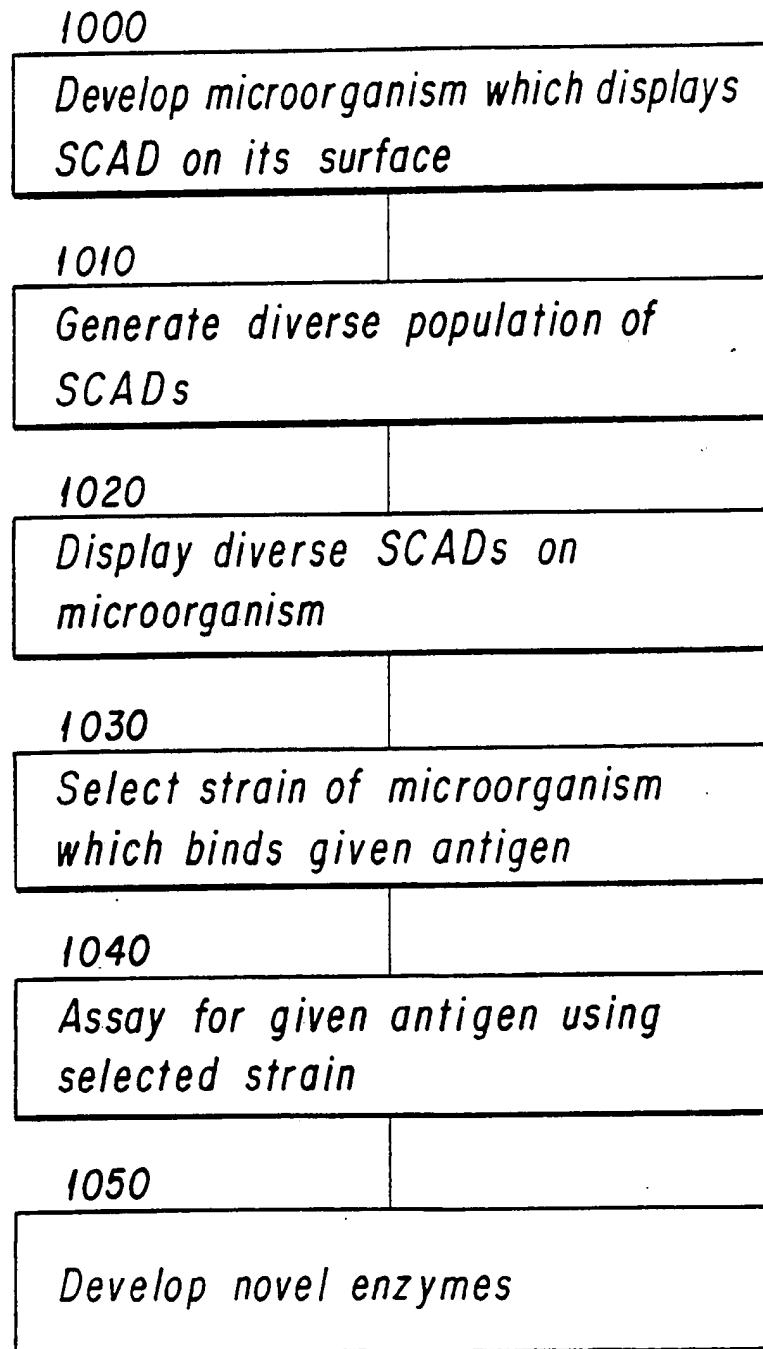 1000
Develop microorganism which displays
SCAD on its surface
1010
Generate diverse population of
SCADs
1020
Display diverse SCADs on
microorganism
1030
Select strain of microorganism
which binds given antigen
1040
Assay for given antigen using
selected strain
1050
Develop novel enzymes